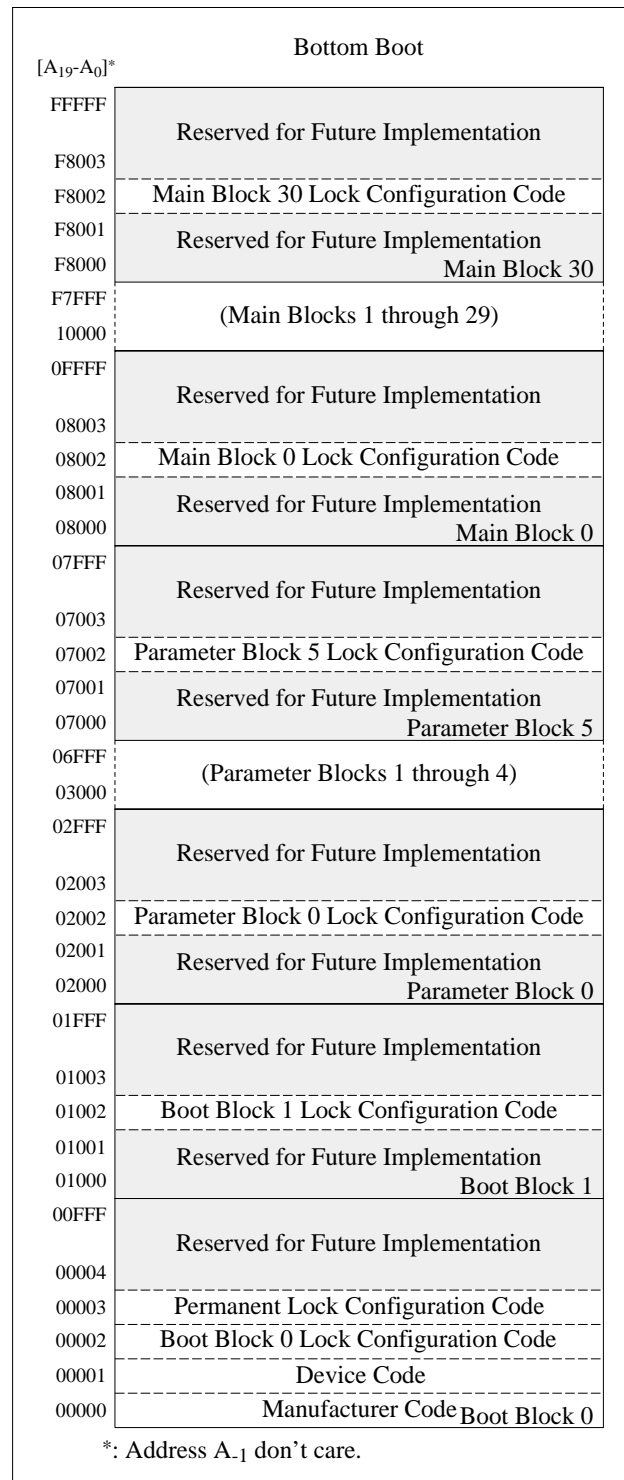 Bottom Boot
[A19-A0]*
FFFFF
Reserved for Future Implementation
F8003
F8002 Main Block 30 Lock Configuration Code
F8001
Reserved for Future Implementation
F8000
Main Block 30
F7FFF
(Main Blocks 1 through 29)
10000
0FFFF
Reserved for Future Implementation
08003
08002 Main Block 0 Lock Configuration Code
08001
Reserved for Future Implementation
08000
Main Block 0
07FFF
Reserved for Future Implementation
07003
07002 Parameter Block 5 Lock Configuration Code
07001
Reserved for Future Implementation
07000
Parameter Block 5
06FFF
(Parameter Blocks 1 through 4)
03000
02FFF
Reserved for Future Implementation
02003
02002 Parameter Block 0 Lock Configuration Code
02001
Reserved for Future Implementation
02000
Parameter Block 0
01FFF
Reserved for Future Implementation
01003
01002 Boot Block 1 Lock Configuration Code
01001
Reserved for Future Implementation
01000
Boot Block 1
00FFF
Reserved for Future Implementation
00004
00003 Permanent Lock Configuration Code
00002 Boot Block 0 Lock Configuration Code
00001 Device Code
00000 Manufacturer Code Boot Block 0
*: Address A-1 don't care.